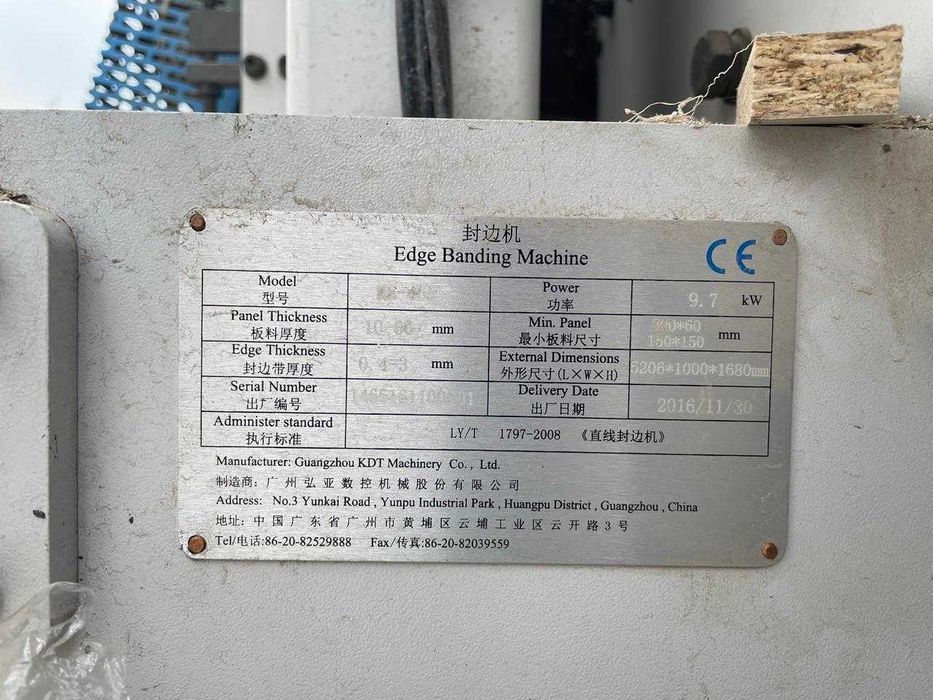 封边机
Edge Banding Machine
CE
Model
型号
Power
功率
9.7 kW
Panel Thickness
板料厚度
mm
Min. Panel
最小板料尺寸
150*150
mm
Edge Thickness
封边带厚度
0.4-3 mm
External Dimensions
外形尺寸(L×W×H)
5206*1000*1680mm
Serial Number
出厂编号
Delivery Date
出厂日期
2016/11/30
Administer standard
执行标准
LY/T 1797-2008 《直线封边机》
Manufacturer: Guangzhou KDT Machinery Co., Ltd.
制造商: 广州弘亚数控机械股份有限公司
Address: No.3 Yunkai Road, Yunpu Industrial Park, Huangpu District, Guangzhou, China
地址: 中国广东省广州市黄埔区云埔工业区云开路3号
Tel/电话:86-20-82529888 Fax/传真:86-20-82039559